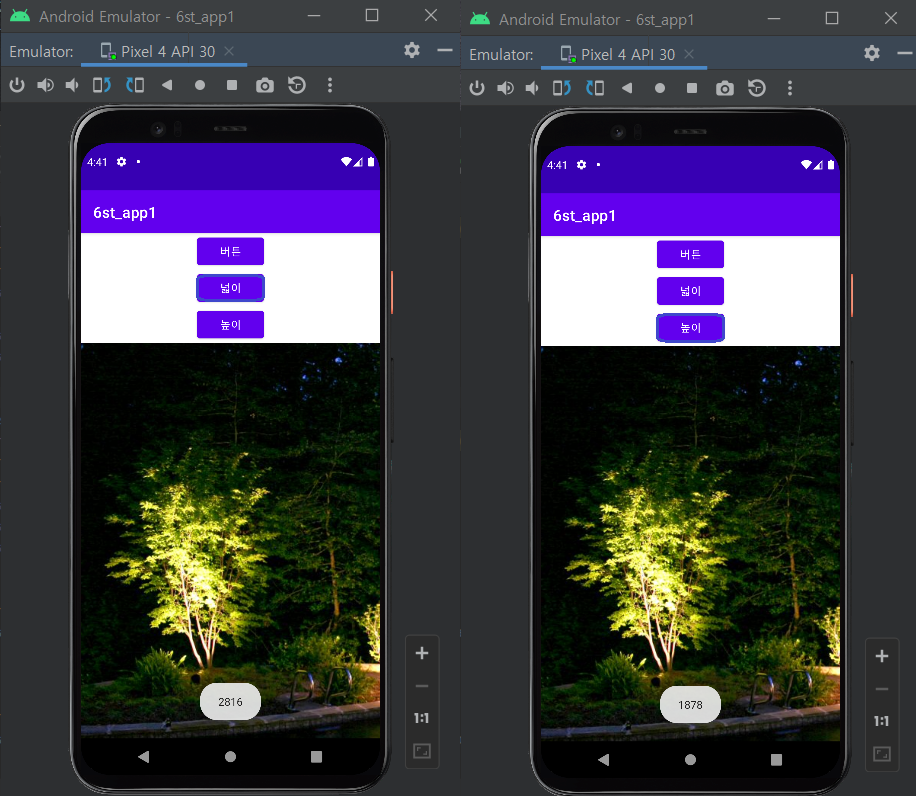 Android Emulator - 6st_app1
Emulator: Pixel 4 API 30
4:41
6st_app1
버튼
넓이
높이
2816
1:1
Android Emulator - 6st_app1
Emulator: Pixel 4 API 30
4:41
6st_app1
버튼
넓이
높이
1878
1:1